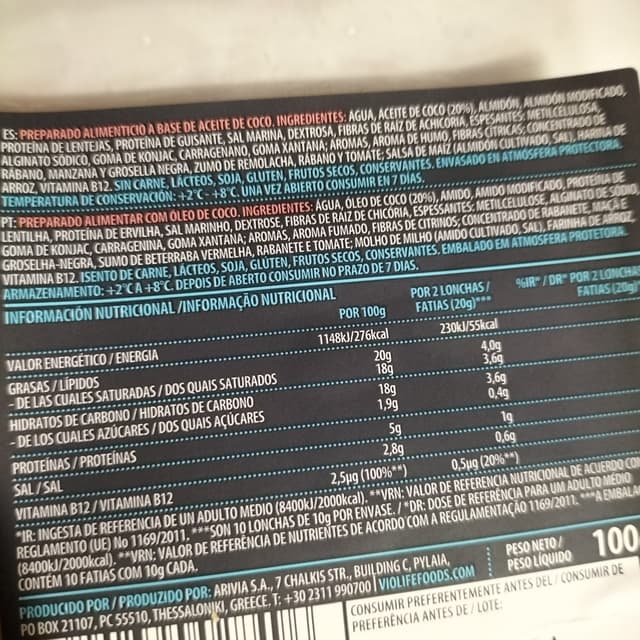 ES: PREPARADO ALIMENTICIO A BASE DE ACEITE DE COCO. INGREDIENTES: AGUA, ACEITE DE COCO (20%), ALMIDÓN, ALMIDÓN MODIFICADO,
PROTEÍNA DE LENTEJAS, PROTEÍNA DE GUISANTE, SAL MARINA, DEXTROSA, FIBRAS DE RAÍZ DE ACHICORIA, ESPESANTES: METILCELULOSA,
ALGINATO SÓDICO, GOMA DE KONJAC, CARRAGENANO, GOMA XANTANA; AROMAS, AROMA DE HUMO, FIBRAS CÍTRICAS; CONCENTRADO DE
RÁBANO, MANZANA Y GROSELLA NEGRA, ZUMO DE REMOLACHA, RÁBANO Y TOMATE; SALSA DE MAÍZ (ALMIDÓN CULTIVADO, SAL), HARINA DE
ARROZ, VITAMINA B12. SIN CARNE, LÁCTEOS, SOJA, GLUTEN, FRUTOS SECOS, CONSERVANTES. ENVASADO EN ATMÓSFERA PROTECTORA.
TEMPERATURA DE CONSERVACIÓN: +2°C -+8°C. UNA VEZ ABIERTO CONSUMIR EN 7 DÍAS.
PT: PREPARADO ALIMENTAR COM ÓLEO DE COCO. INGREDIENTES: ÁGUA, ÓLEO DE COCO (20%), AMIDO, AMIDO MODIFICADO, PROTEÍNA DE
LENTILHA, PROTEÍNA DE ERVILHA, SAL MARINHO, DEXTROSE, FIBRAS DE RAIZ DE CHICÓRIA, ESPESSANTES: METILCELULOSE, ALGINATO DE SÓDIO
GOMA DE KONJAC, CARRAGENINA, GOMA XANTANA; AROMAS, AROMA FUMADO, FIBRAS DE CITRINOS; CONCENTRADO DE RABANETE, MAÇÃ E
GROSELHA-NEGRA, SUMO DE BETERRABA VERMELHA, RABANETE E TOMATE; MOLHO DE MILHO (AMIDO CULTIVADO, SAL), FARINHA DE ARROZ
VITAMINA B12. ISENTO DE CARNE, LÁCTEOS, SOJA, GLÚTEN, FRUTOS SECOS, CONSERVANTES. EMBALADO EM ATMOSFERA PROTETORA.
ARMAZENAMENTO: +2°C A +8°C. DEPOIS DE ABERTO CONSUMIR NO PRAZO DE 7 DIAS.
INFORMACIÓN NUTRICIONAL /INFORMAÇÃO NUTRICIONAL
POR 100g POR 2 LONCHAS / FATIAS (20g)*** %IR* / DR* POR 2 LONCHA FATIAS (20g)*
VALOR ENERGÉTICO / ENERGIA 1148kJ/276kcal 230kJ/55kcal
GRASAS / LÍPIDOS 20g 4,0g
- DE LAS CUALES SATURADAS / DOS QUAIS SATURADOS 18g 3,6g
HIDRATOS DE CARBONO / HIDRATOS DE CARBONO 18g 3,6g
- DE LOS CUALES AZÚCARES / DOS QUAIS AÇÚCARES 1,9g 0,4g
PROTEÍNAS / PROTEÍNAS 5g 1g
SAL / SAL 2,8g 0,6g
VITAMINA B12 / VITAMINA B12 2,5µg (100%**) 0,5µg (20%**)
*IR: INGESTA DE REFERENCIA DE UN ADULTO MEDIO (8400kJ/2000kcal). **VRN: VALOR DE REFERENCIA NUTRICIONAL DE ACUERDO CO
REGLAMENTO (UE) No 1169/2011. ***SON 10 LONCHAS DE 10g POR ENVASE. / *DR: DOSE DE REFERÊNCIA PARA UM ADULTO MÉDIO
(8400kJ/2000kcal). **VRN: VALOR DE REFERÊNCIA DE NUTRIENTES DE ACORDO COM A REGULAMENTAÇÃO 1169/2011. ***A EMBALA
CONTÉM 10 FATIAS COM 10g CADA.
PRODUCIDO POR / PRODUZIDO POR: ARIVIA S.A., 7 CHALKIS STR., BUILDING C, PYLAIA,
PO BOX 21107, PC 55510, THESSALONIKI, GREECE. T: +30 2311 990700 | VIOLIFEFOODS.COM
PESO NETO / PESO LÍQUIDO 100
CONSUMIR PREFERENTEMENTE ANTES DEL / CONSUMIR DE
PREFERÊNCIA ANTES DE / LOTE: